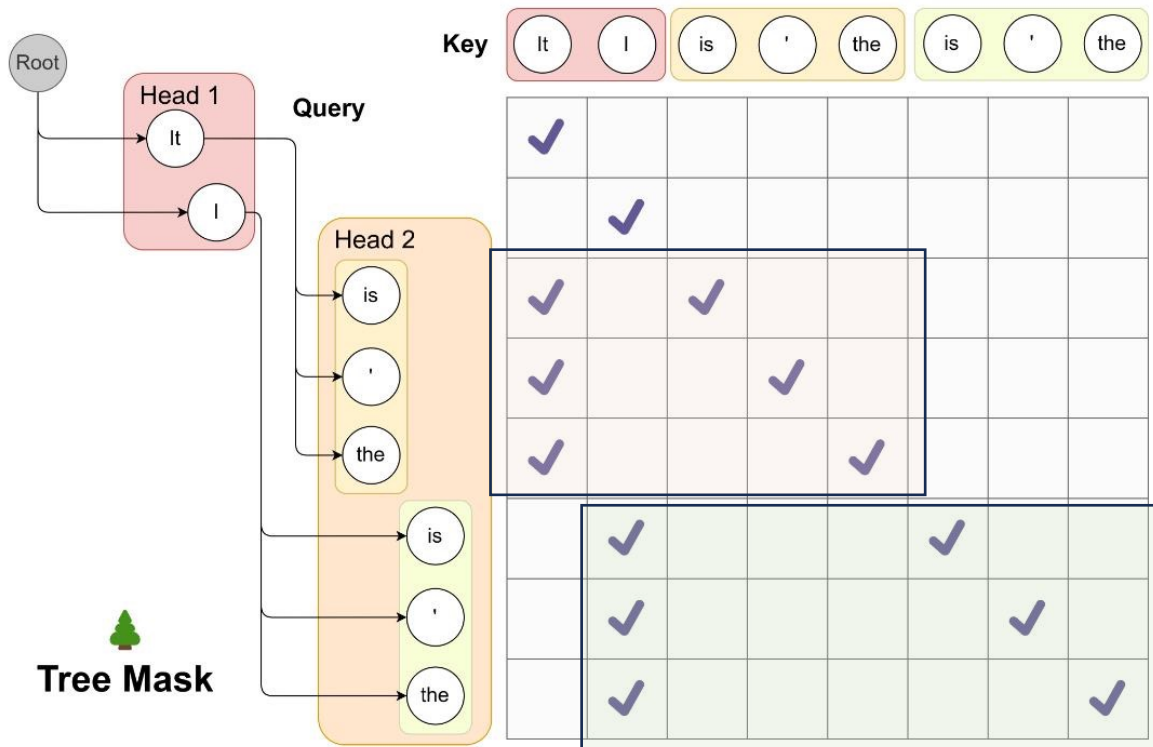 Key It I is ' the is ' the
Root
Head 1
Query
It
I
Head 2
is
'
the
is
'
the
Tree Mask